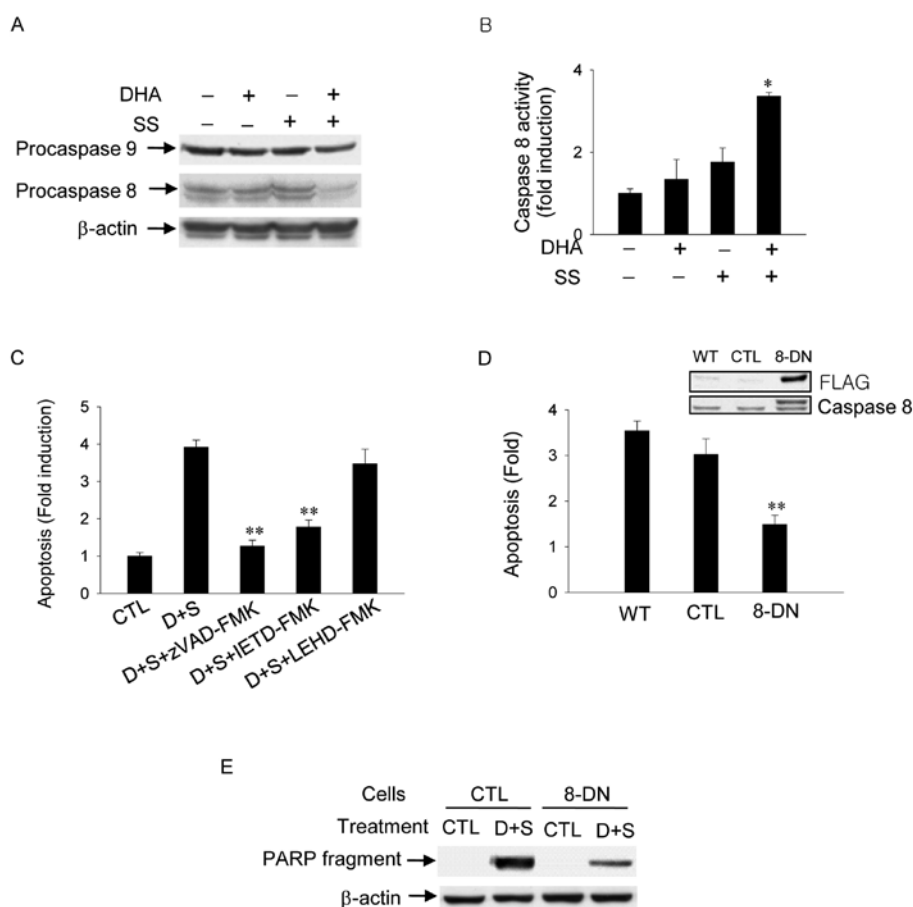 A
DHA – + – +
SS – – + +
Procaspase 9
Procaspase 8
β-actin
B
Caspase 8 activity
(fold induction)
4
2
0
*
DHA – + – +
SS – – + +
C
Apoptosis (Fold induction)
5
4
3
2
1
0
**
**
CTL
D+S
D+S+zVAD-FMK
D+S+IETD-FMK
D+S+LEHD-FMK
D
WT CTL 8-DN
FLAG
Caspase 8
Apoptosis (Fold)
4
3
2
1
0
**
WT CTL 8-DN
E
Cells CTL 8-DN
Treatment CTL D+S CTL D+S
PARP fragment
β-actin